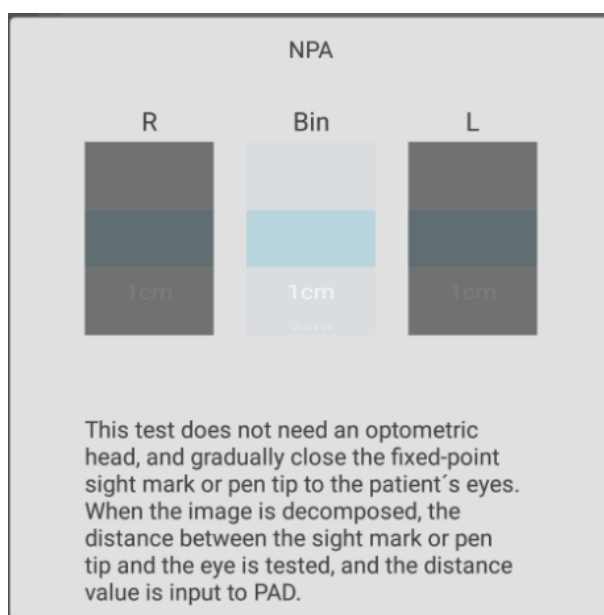 NPA
R Bin L
1cm 1cm 1cm
This test does not need an optometric
head, and gradually close the fixed-point
sight mark or pen tip to the patient´s eyes.
When the image is decomposed, the
distance between the sight mark or pen
tip and the eye is tested, and the distance
value is input to PAD.